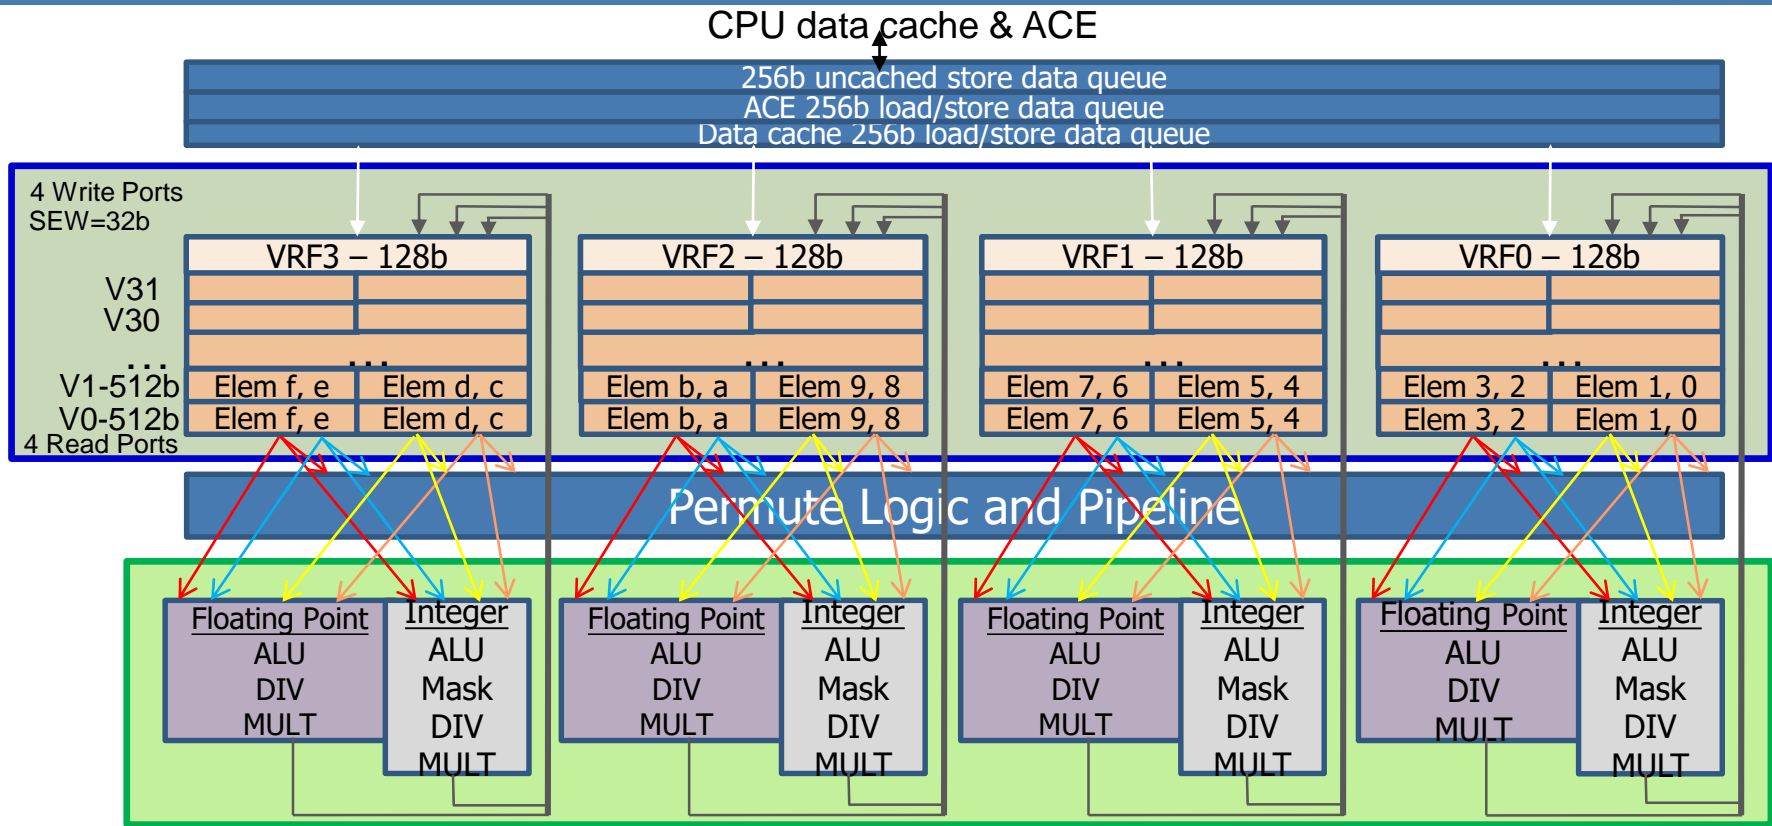 CPU data cache & ACE
256b uncached store data queue
ACE 256b load/store data queue
Data cache 256b load/store data queue
4 Write Ports
SEW=32b
VRF3 – 128b VRF2 – 128b VRF1 – 128b VRF0 – 128b
V31
V30
... ... ... ... ...
V1-512b Elem f, e Elem d, c Elem b, a Elem 9, 8 Elem 7, 6 Elem 5, 4 Elem 3, 2 Elem 1, 0
V0-512b Elem f, e Elem d, c Elem b, a Elem 9, 8 Elem 7, 6 Elem 5, 4 Elem 3, 2 Elem 1, 0
4 Read Ports
Permute Logic and Pipeline
Floating Point
ALU
DIV
MULT
Integer
ALU
Mask
DIV
MULT
Floating Point
ALU
DIV
MULT
Integer
ALU
Mask
DIV
MULT
Floating Point
ALU
DIV
MULT
Integer
ALU
Mask
DIV
MULT
Floating Point
ALU
DIV
MULT
Integer
ALU
Mask
DIV
MULT